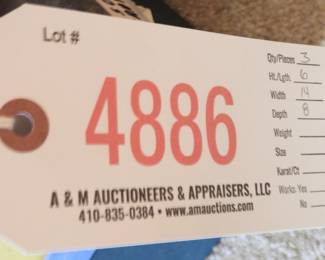 Lot #
4886
A & M AUCTIONEERS & APPRAISERS, LLC
410-835-0384 • www.amauctions.com
Qty/Pieces 3
Ht./Lgth. 6
Width 14
Depth 8
Weight
Size
Karat/Ct
Works Yes
No